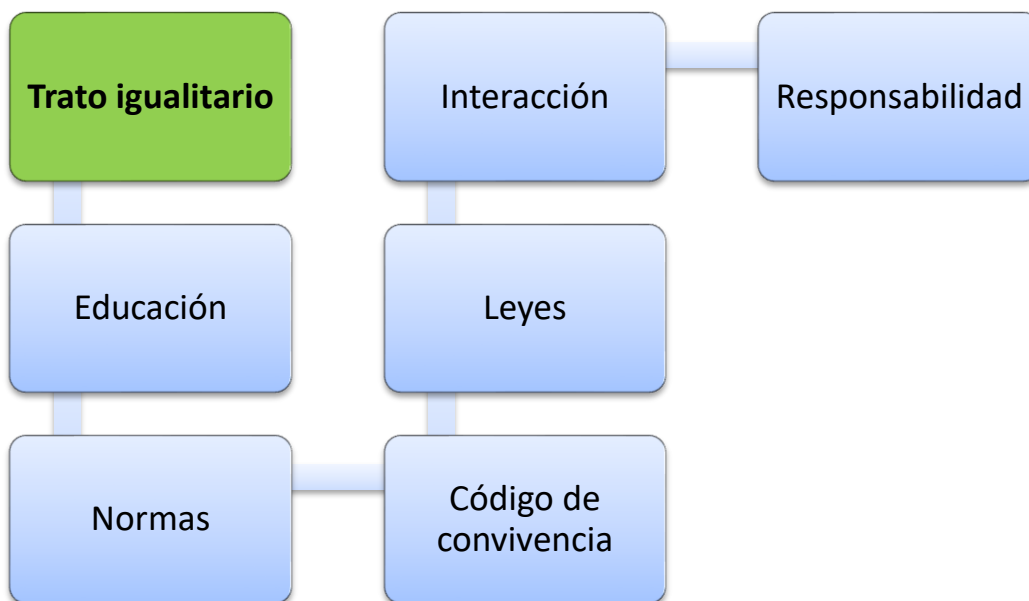 Trato igualitario
Educación
Normas
Código de
convivencia
Leyes
Interacción
Responsabilidad